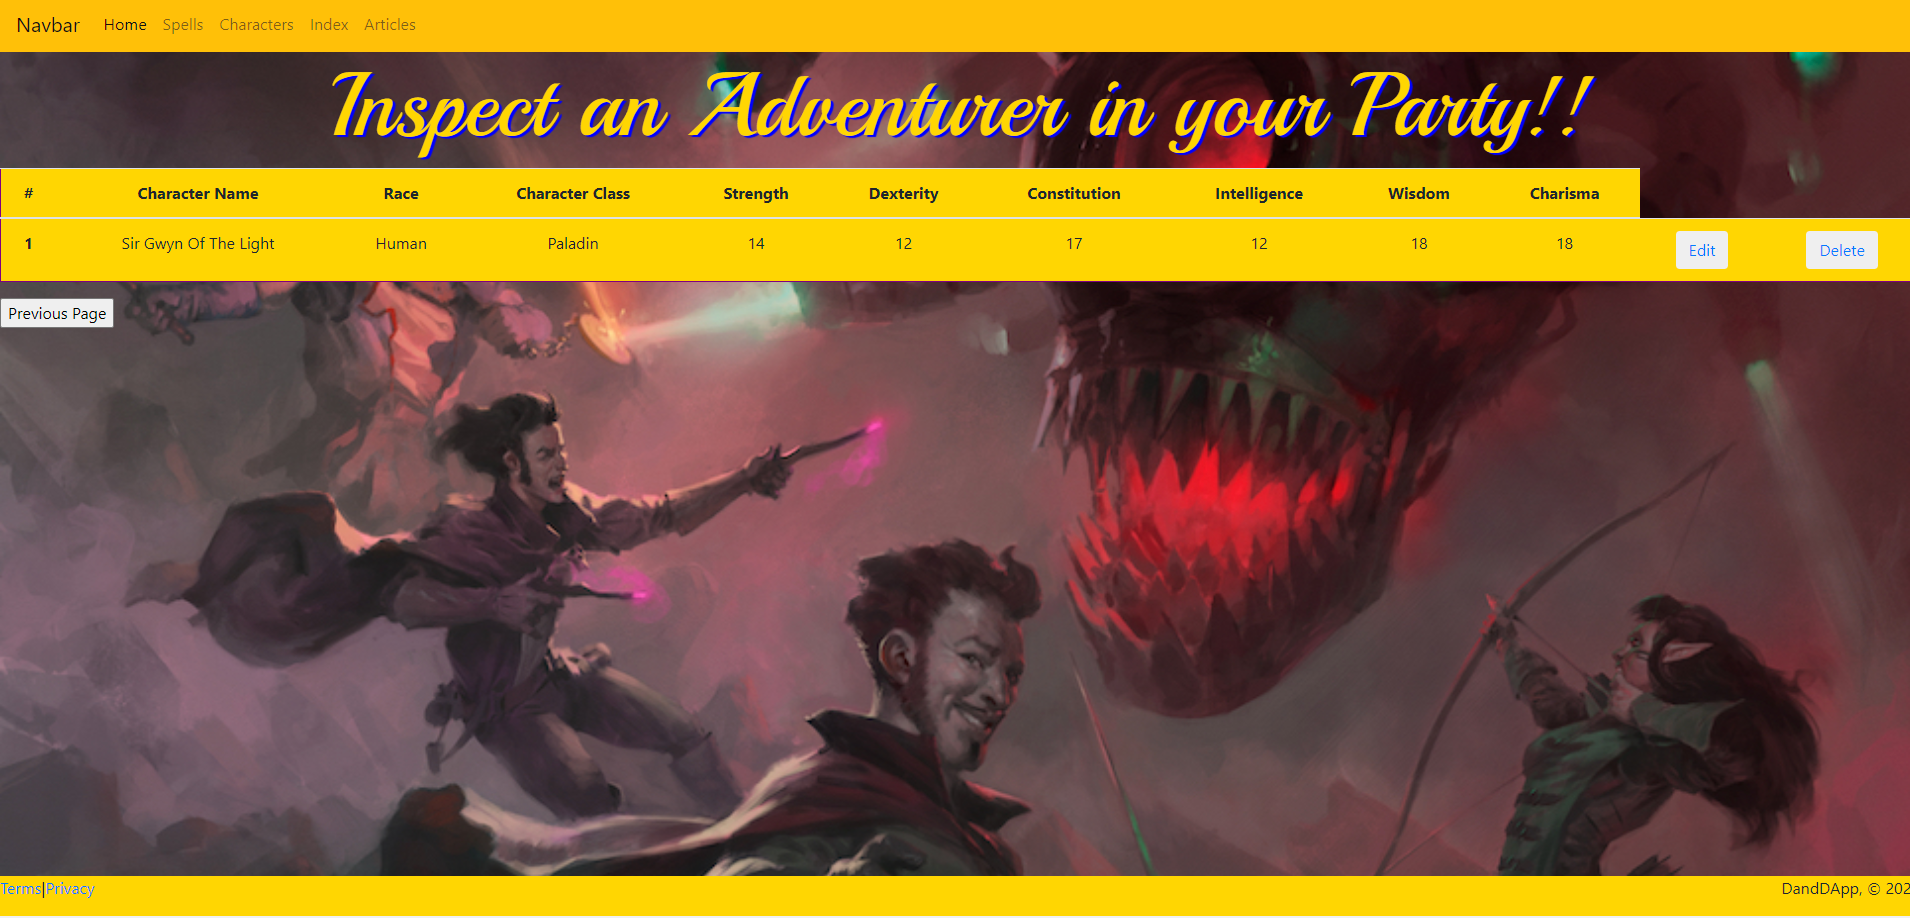 Navbar Home Spells Characters Index Articles
Inspect an Adventurer in your Party!!
# Character Name Race Character Class Strength Dexterity Constitution Intelligence Wisdom Charisma
1 Sir Gwyn Of The Light Human Paladin 14 12 17 12 18 18 Edit Delete
Previous Page
Terms|Privacy DandDApp, © 202